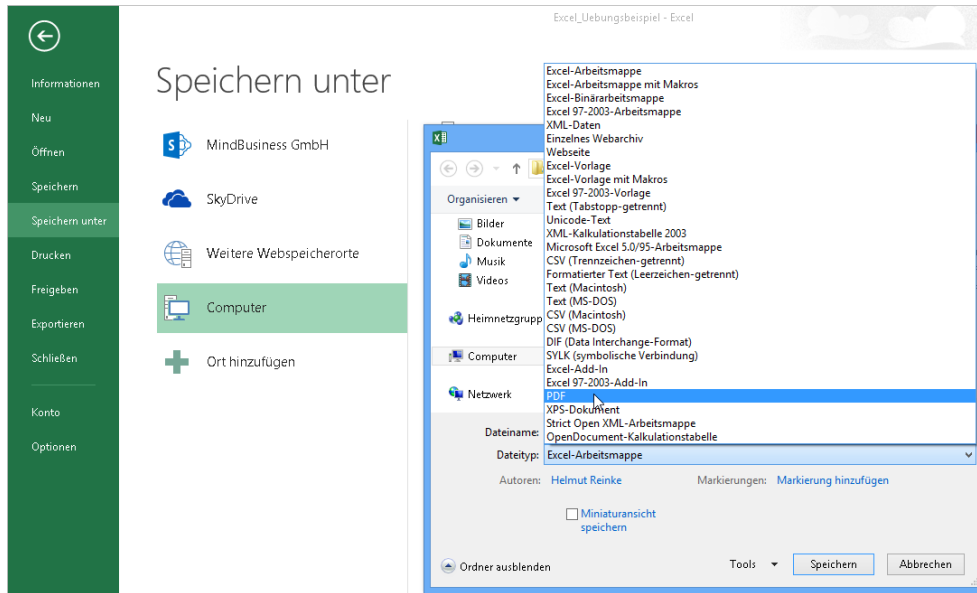 Excel_Uebungsbeispiel - Excel
Informationen
Neu
Öffnen
Speichern
Speichern unter
Drucken
Freigeben
Exportieren
Schließen
Konto
Optionen
Speichern unter
MindBusiness GmbH
SkyDrive
Weitere Webspeicherorte
Computer
Ort hinzufügen
Organisieren
Bilder
Dokumente
Musik
Videos
Heimnetzgrupp
Computer
Netzwerk
Excel-Arbeitsmappe
Excel-Arbeitsmappe mit Makros
Excel-Binärarbeitsmappe
Excel 97-2003-Arbeitsmappe
XML-Daten
Einzelnes Webarchiv
Webseite
Excel-Vorlage
Excel-Vorlage mit Makros
Excel 97-2003-Vorlage
Text (Tabstopp-getrennt)
Unicode-Text
XML-Kalkulationstabelle 2003
Microsoft Excel 5.0/95-Arbeitsmappe
CSV (Trennzeichen-getrennt)
Formatierter Text (Leerzeichen-getrennt)
Text (Macintosh)
Text (MS-DOS)
CSV (Macintosh)
CSV (MS-DOS)
DIF (Data Interchange-Format)
SYLK (symbolische Verbindung)
Excel-Add-In
Excel 97-2003-Add-In
PDF
XPS-Dokument
Strict Open XML-Arbeitsmappe
OpenDocument-Kalkulationstabelle
Dateiname:
Dateityp: Excel-Arbeitsmappe
Autoren: Helmut Reinke Markierungen: Markierung hinzufügen
Miniaturansicht
speichern
Ordner ausblenden Tools Speichern Abbrechen